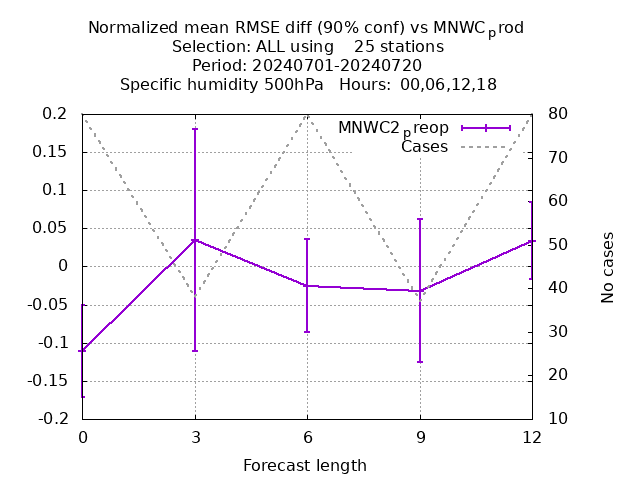 Normalized mean RMSE diff (90% conf) vs MNWCprod
Selection: ALL using    25 stations
Period: 20240701-20240720
Specific humidity 500hPa   Hours:  00,06,12,18
MNWC2preop
Cases
0.2
0.15
0.1
0.05
0
-0.05
-0.1
-0.15
-0.2
80
70
60
50
40
30
20
10
No cases
0 3 6 9 12
Forecast length